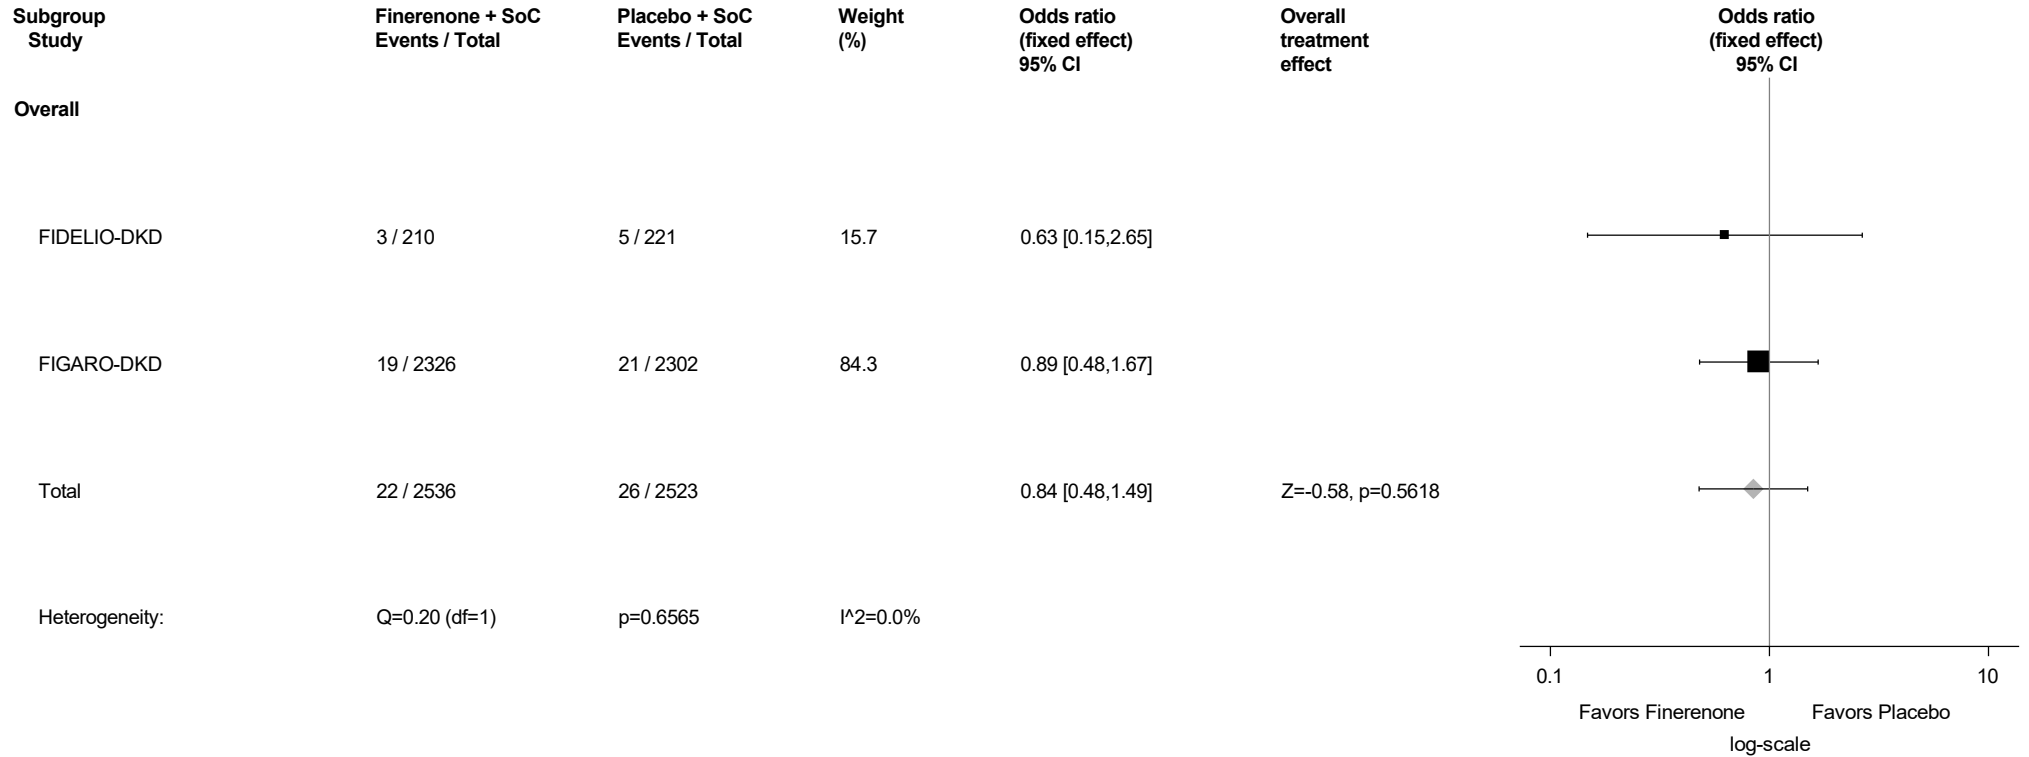 Subgroup Finerenone + SoC Placebo + SoC Weight Odds ratio Overall Odds ratio
Study Events / Total Events / Total (%) (fixed effect) treatment (fixed effect)
95% CI effect 95% CI
Overall
FIDELIO-DKD 3 / 210 5 / 221 15.7 0.63 [0.15,2.65]
FIGARO-DKD 19 / 2326 21 / 2302 84.3 0.89 [0.48,1.67]
Total 22 / 2536 26 / 2523 0.84 [0.48,1.49] Z=-0.58, p=0.5618
Heterogeneity: Q=0.20 (df=1) p=0.6565 I^2=0.0%
0.1 1 10
Favors Finerenone Favors Placebo
log-scale